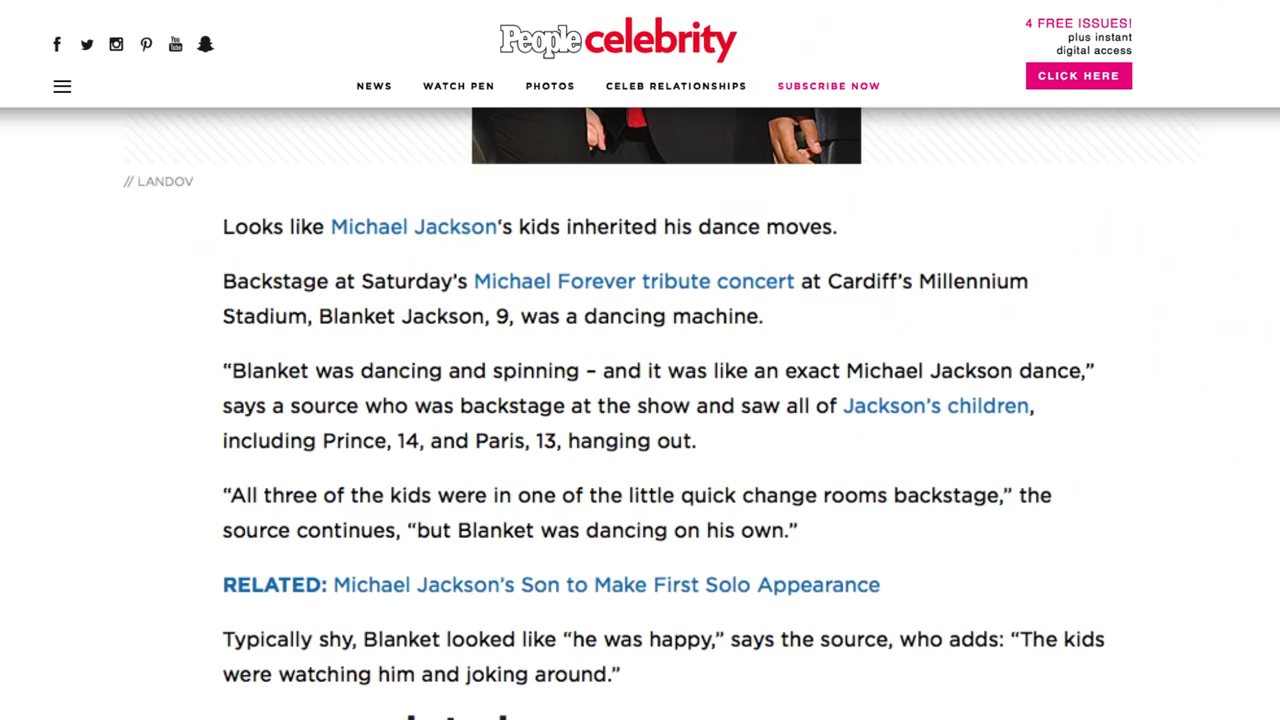 People celebrity
4 FREE ISSUES!
plus instant
digital access
CLICK HERE
NEWS WATCH PEN PHOTOS CELEB RELATIONSHIPS SUBSCRIBE NOW
// LANDOV
Looks like Michael Jackson‘s kids inherited his dance moves.
Backstage at Saturday’s Michael Forever tribute concert at Cardiff’s Millennium
Stadium, Blanket Jackson, 9, was a dancing machine.
“Blanket was dancing and spinning – and it was like an exact Michael Jackson dance,”
says a source who was backstage at the show and saw all of Jackson’s children,
including Prince, 14, and Paris, 13, hanging out.
“All three of the kids were in one of the little quick change rooms backstage,” the
source continues, “but Blanket was dancing on his own.”
RELATED: Michael Jackson’s Son to Make First Solo Appearance
Typically shy, Blanket looked like “he was happy,” says the source, who adds: “The kids
were watching him and joking around.”